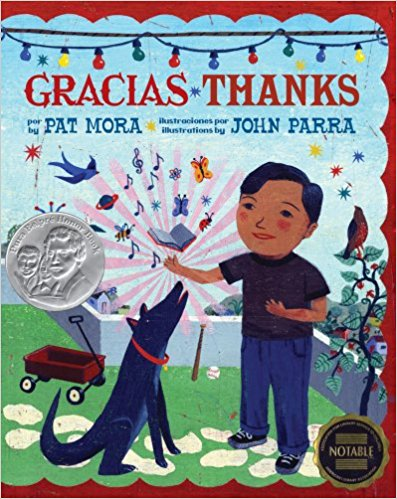 GRACIAS THANKS
por
by PAT MORA ilustraciones por
illustrations by JOHN PARRA
NOTABLE